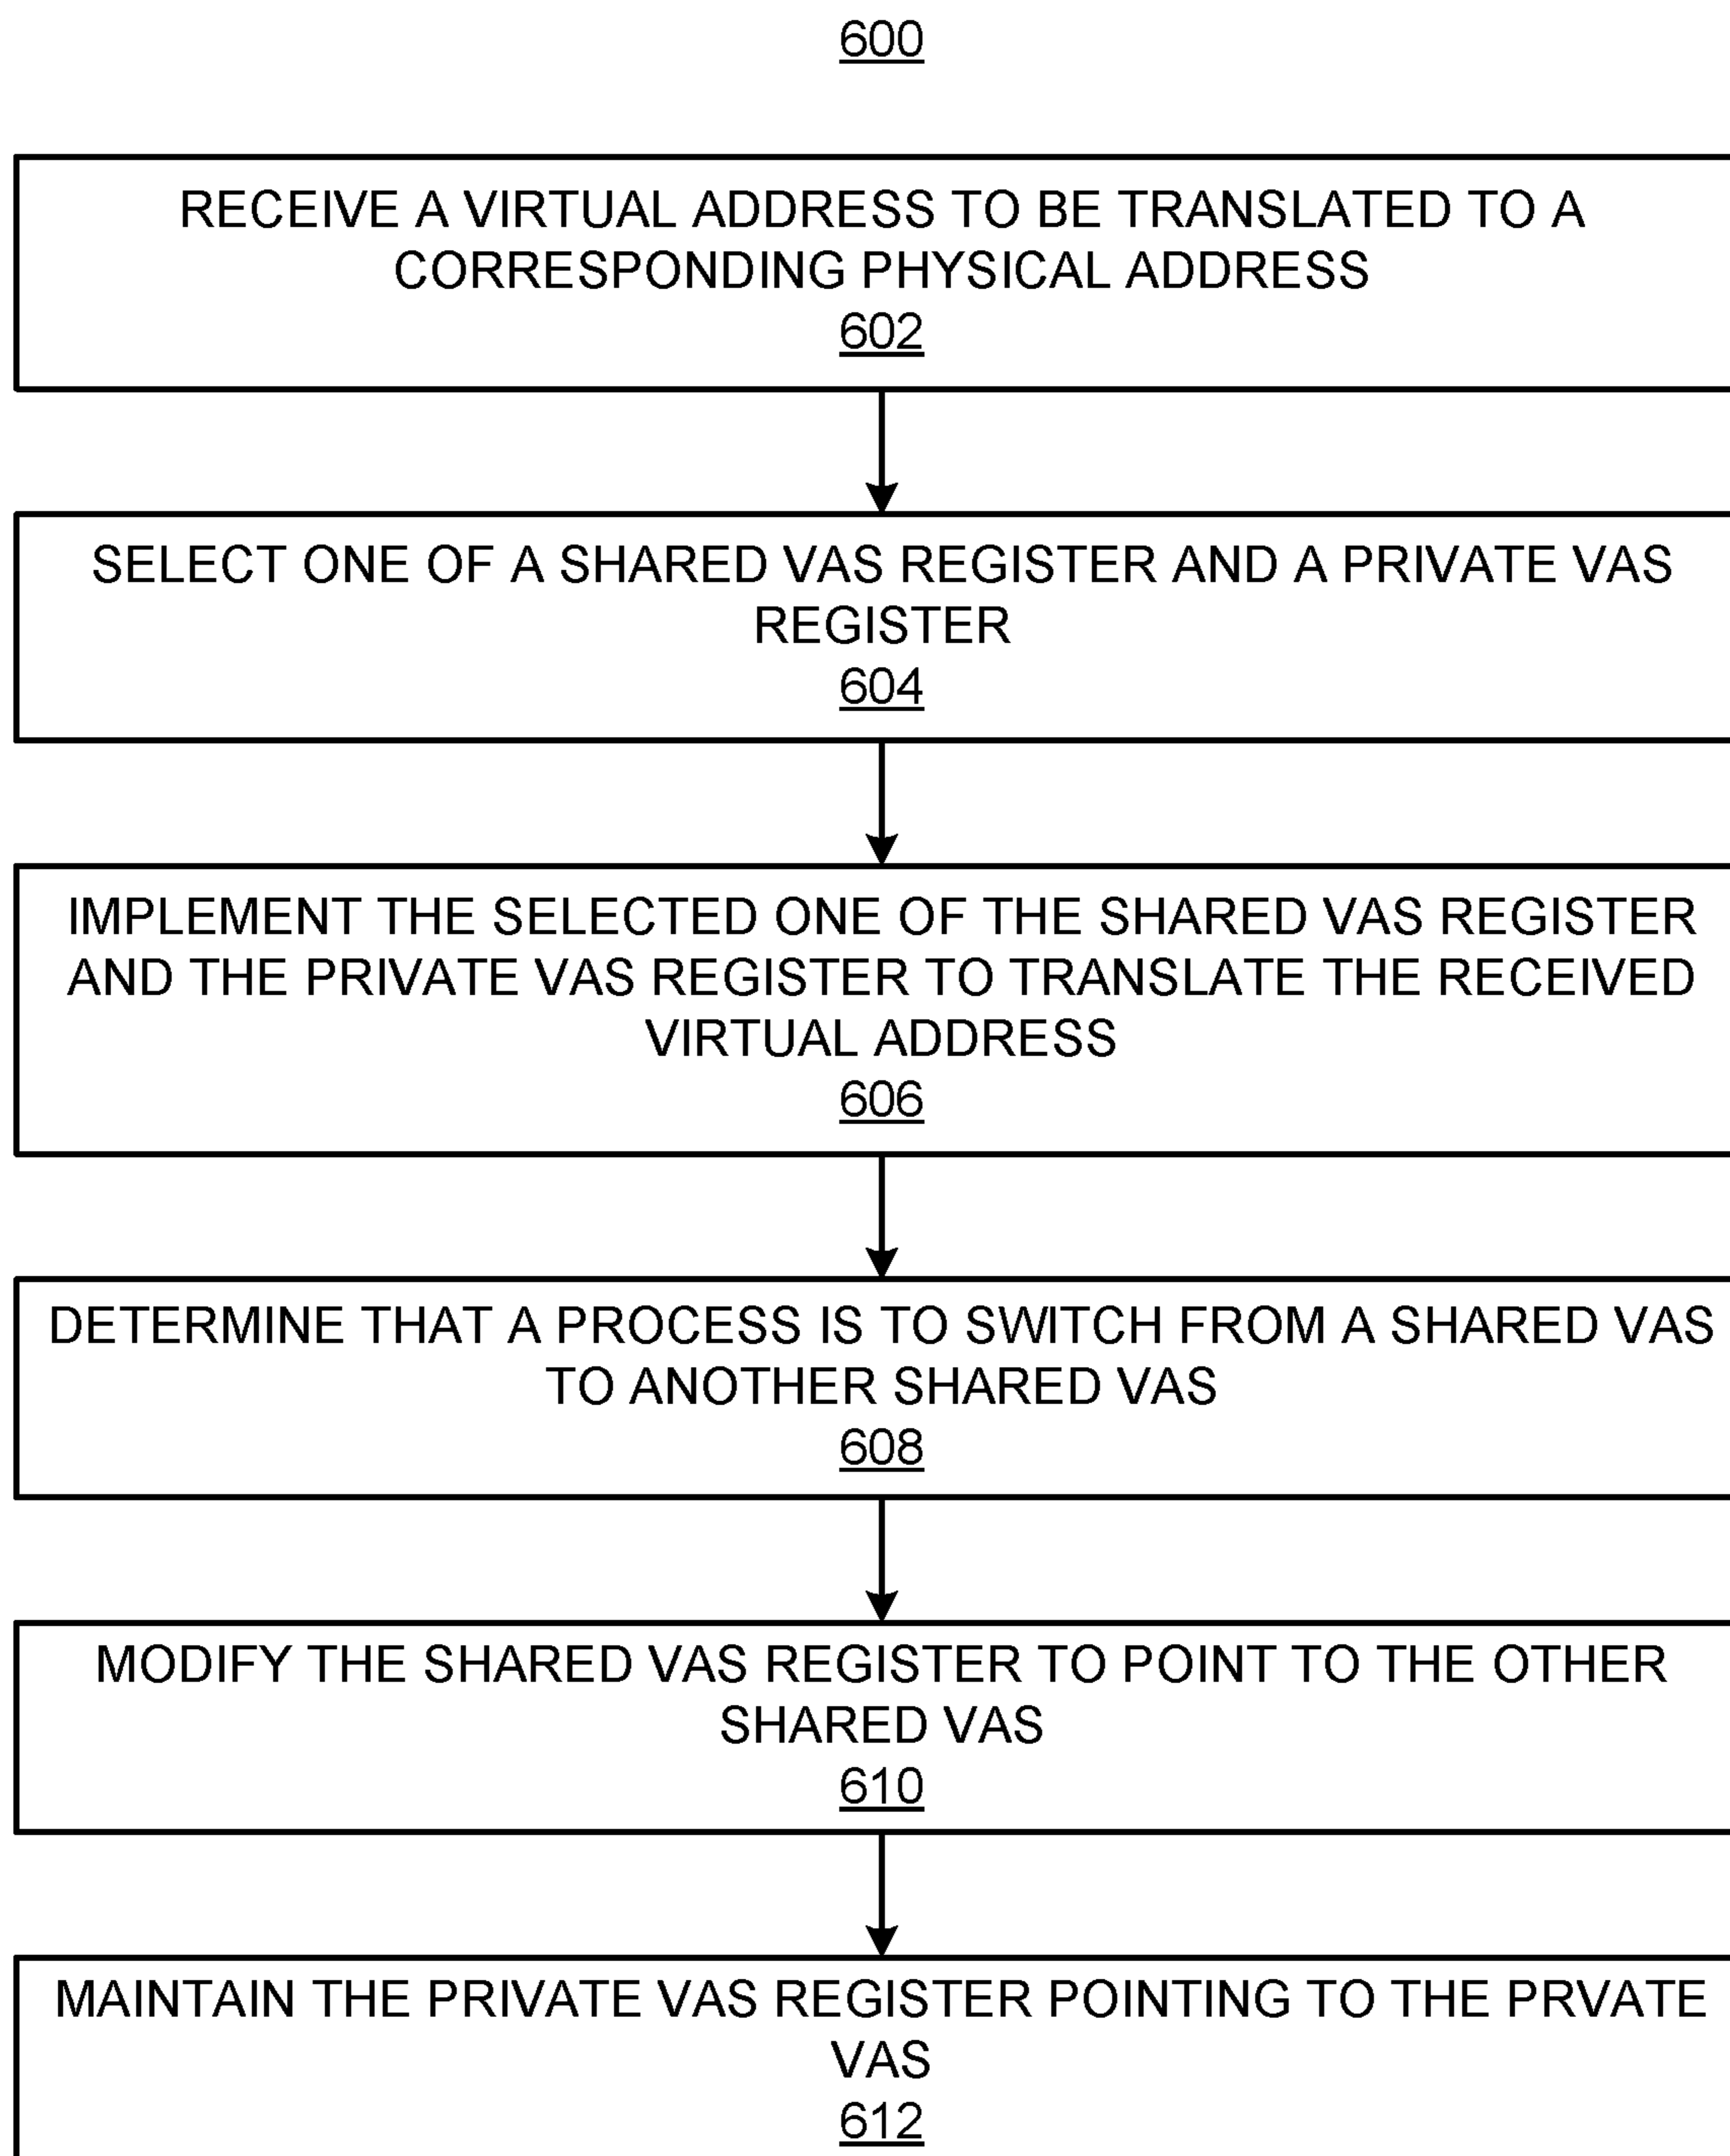 600
RECEIVE A VIRTUAL ADDRESS TO BE TRANSLATED TO A
CORRESPONDING PHYSICAL ADDRESS
602
SELECT ONE OF A SHARED VAS REGISTER AND A PRIVATE VAS
REGISTER
604
IMPLEMENT THE SELECTED ONE OF THE SHARED VAS REGISTER
AND THE PRIVATE VAS REGISTER TO TRANSLATE THE RECEIVED
VIRTUAL ADDRESS
606
DETERMINE THAT A PROCESS IS TO SWITCH FROM A SHARED VAS
TO ANOTHER SHARED VAS
608
MODIFY THE SHARED VAS REGISTER TO POINT TO THE OTHER
SHARED VAS
610
MAINTAIN THE PRIVATE VAS REGISTER POINTING TO THE PRVATE
VAS
612